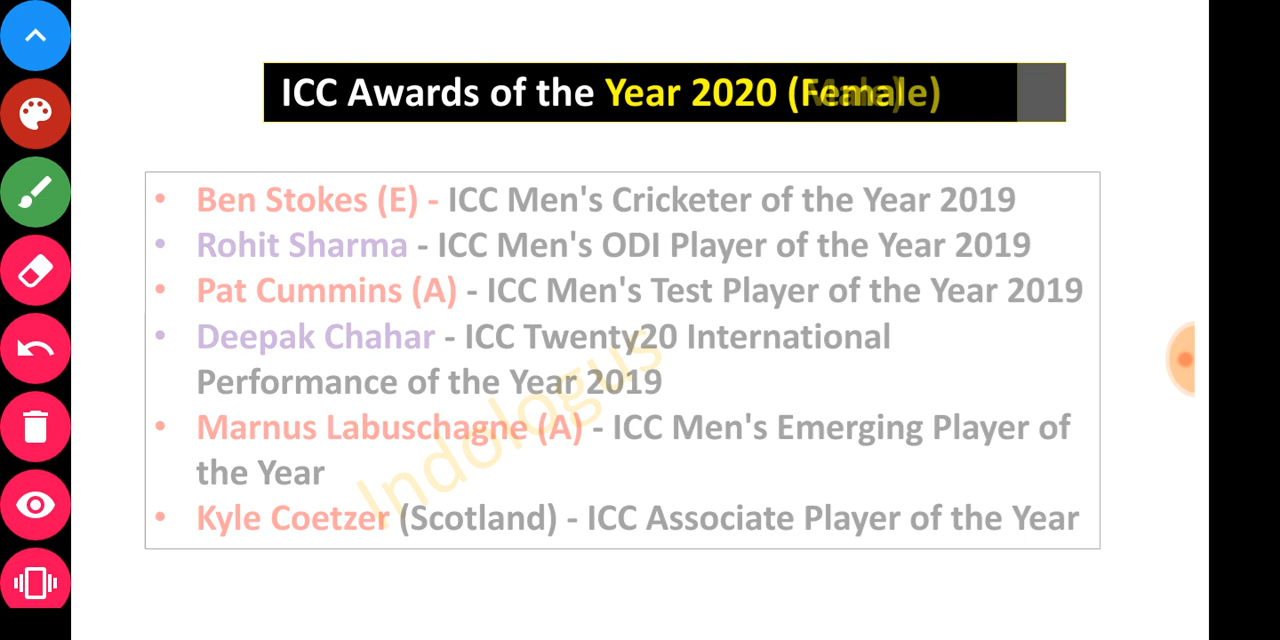 ICC Awards of the Year 2020 (Female)
• Ben Stokes (E) - ICC Men's Cricketer of the Year 2019
• Rohit Sharma - ICC Men's ODI Player of the Year 2019
• Pat Cummins (A) - ICC Men's Test Player of the Year 2019
• Deepak Chahar - ICC Twenty20 International
Performance of the Year 2019
• Marnus Labuschagne (A) - ICC Men's Emerging Player of
the Year
• Kyle Coetzer (Scotland) - ICC Associate Player of the Year
Indologus